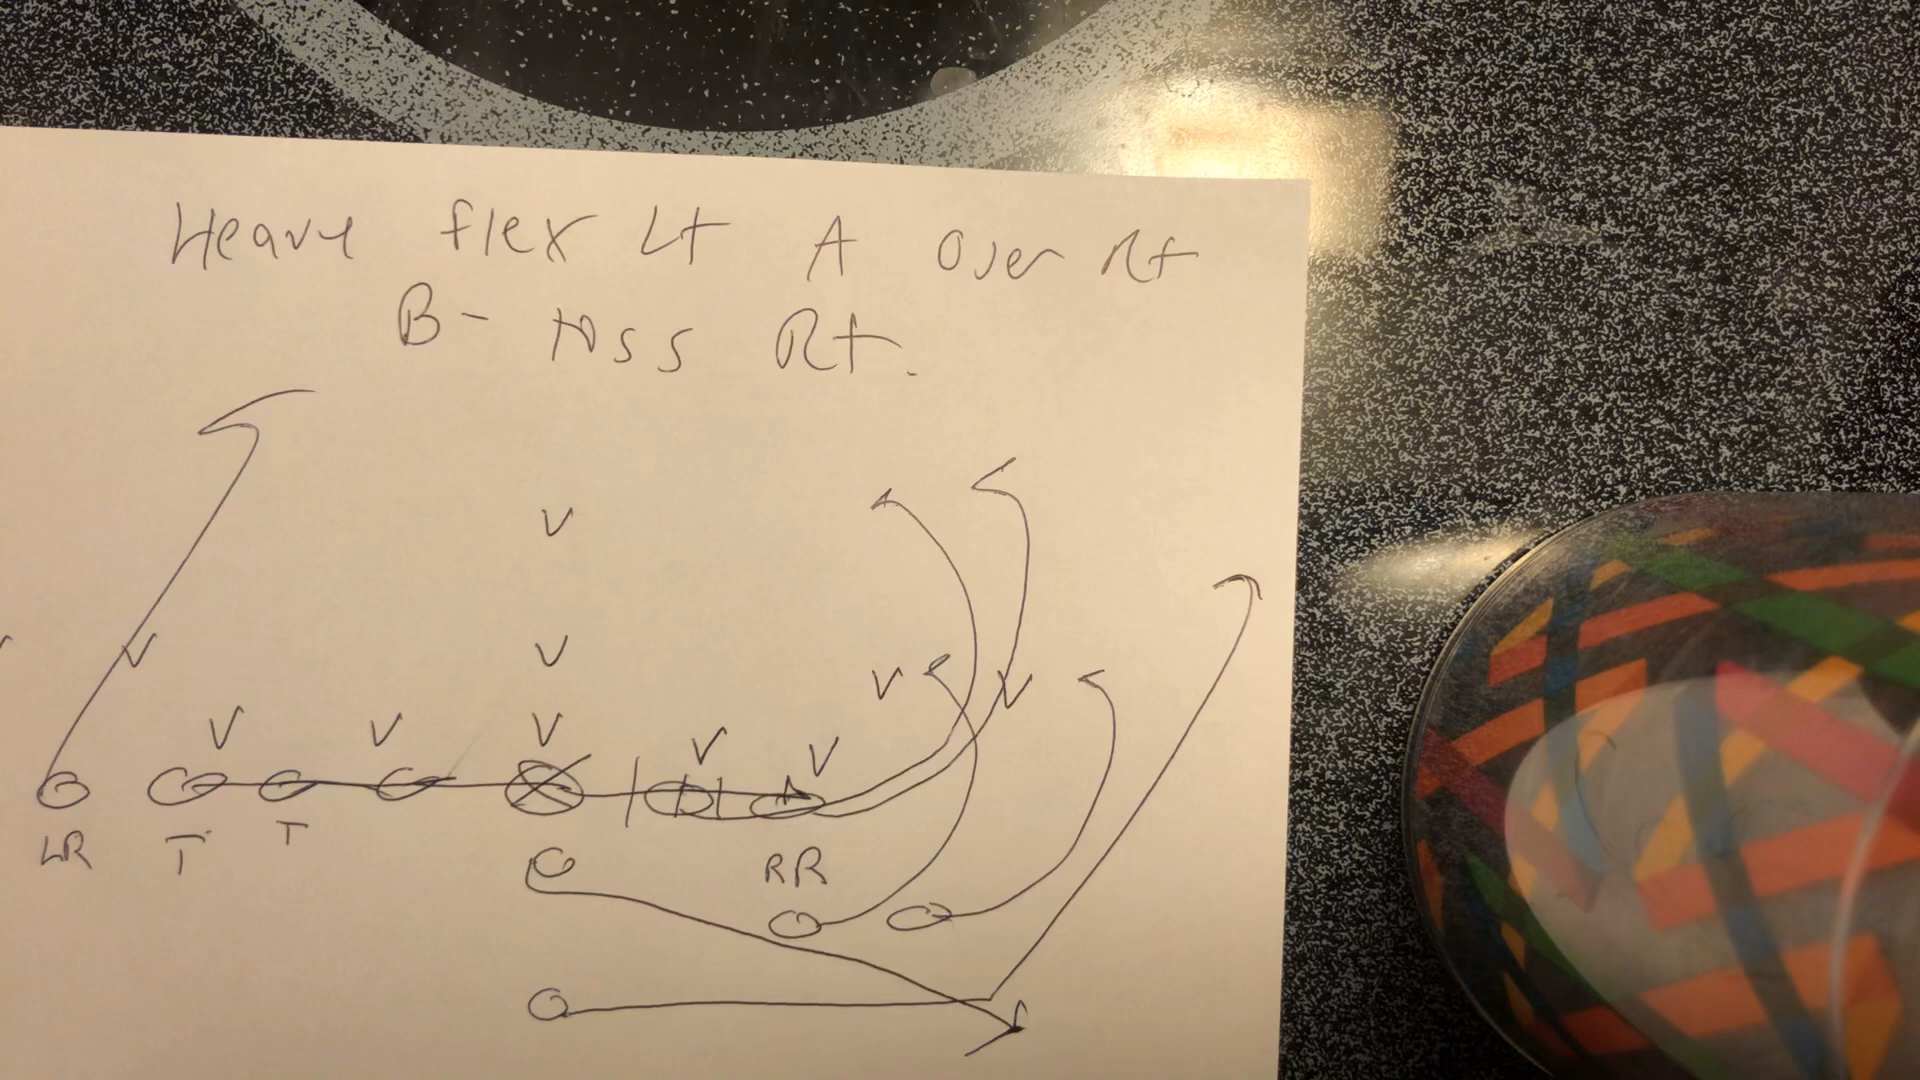 Heavy flex Lt A Over Rt
B- toss Rt.
V
V
V V V V V V V V
LR T T RR